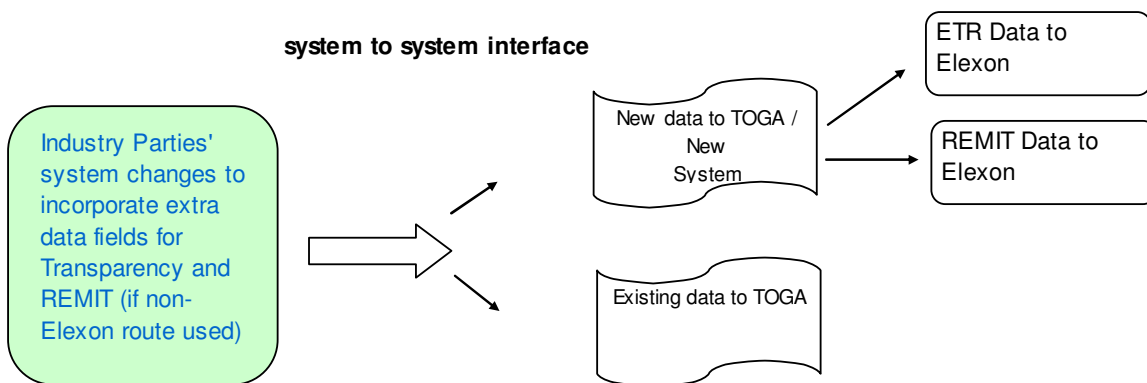 system to system interface
ETR Data to
Elexon
Industry Parties'
system changes to
incorporate extra
data fields for
Transparency and
REMIT (if non-
Elexon route used)
New data to TOGA /
New
System
REMIT Data to
Elexon
Existing data to TOGA